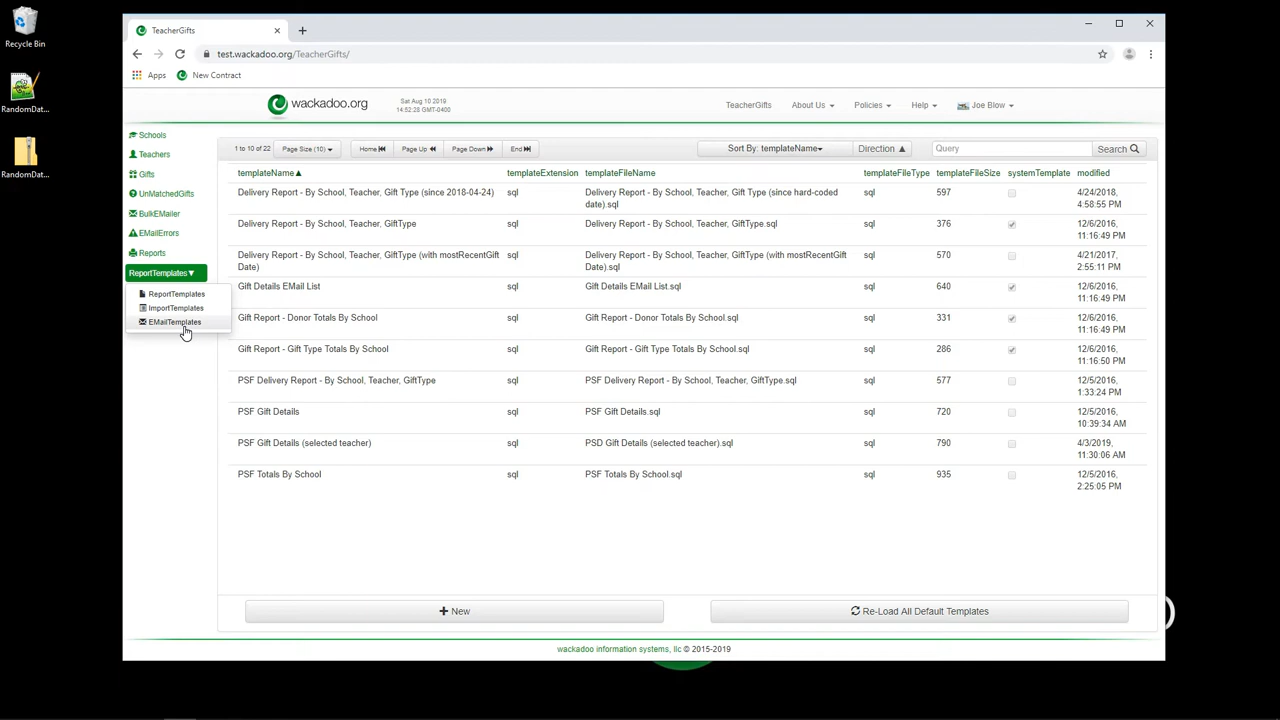 Recycle Bin
RandomDat...
RandomDat...
TeacherGifts
test.wackadoo.org/TeacherGifts/
Apps
New Contract
wackadoo.org
Sat Aug 10 2019
14:52:28 GMT-0400
TeacherGifts
About Us
Policies
Help
Joe Blow
Schools
Teachers
Gifts
UnMatchedGifts
BulkEMailer
EMailErrors
Reports
ReportTemplates▼
ReportTemplates
ImportTemplates
EMailTemplates
1 to 10 of 22
Page Size (10)
Home
Page Up
Page Down
End
Sort By: templateName
Direction ▲
Query
Search
templateName▲ templateExtension templateFileName templateFileType templateFileSize systemTemplate modified
Delivery Report - By School, Teacher, Gift Type (since 2018-04-24) sql Delivery Report - By School, Teacher, Gift Type (since hard-coded sql 597 4/24/2018,
date).sql 4:58:55 PM
Delivery Report - By School, Teacher, GiftType sql Delivery Report - By School, Teacher, GiftType.sql sql 376 12/6/2016,
11:16:49 PM
Delivery Report - By School, Teacher, GiftType (with mostRecentGift sql Delivery Report - By School, Teacher, GiftType (with mostRecentGift sql 570 4/21/2017,
Date) Date).sql 2:55:11 PM
Gift Details EMail List sql Gift Details EMail List.sql sql 640 12/6/2016,
11:16:49 PM
Gift Report - Donor Totals By School sql Gift Report - Donor Totals By School.sql sql 331 12/6/2016,
11:16:49 PM
Gift Report - Gift Type Totals By School sql Gift Report - Gift Type Totals By School.sql sql 286 12/6/2016,
11:16:50 PM
PSF Delivery Report - By School, Teacher, GiftType sql PSF Delivery Report - By School, Teacher, GiftType.sql sql 577 12/5/2016,
1:33:24 PM
PSF Gift Details sql PSF Gift Details.sql sql 720 12/5/2016,
10:39:34 AM
PSF Gift Details (selected teacher) sql PSD Gift Details (selected teacher).sql sql 790 4/3/2019,
11:30:06 AM
PSF Totals By School sql PSF Totals By School.sql sql 935 12/5/2016,
2:25:05 PM
New
Re-Load All Default Templates
wackadoo information systems, llc © 2015-2019